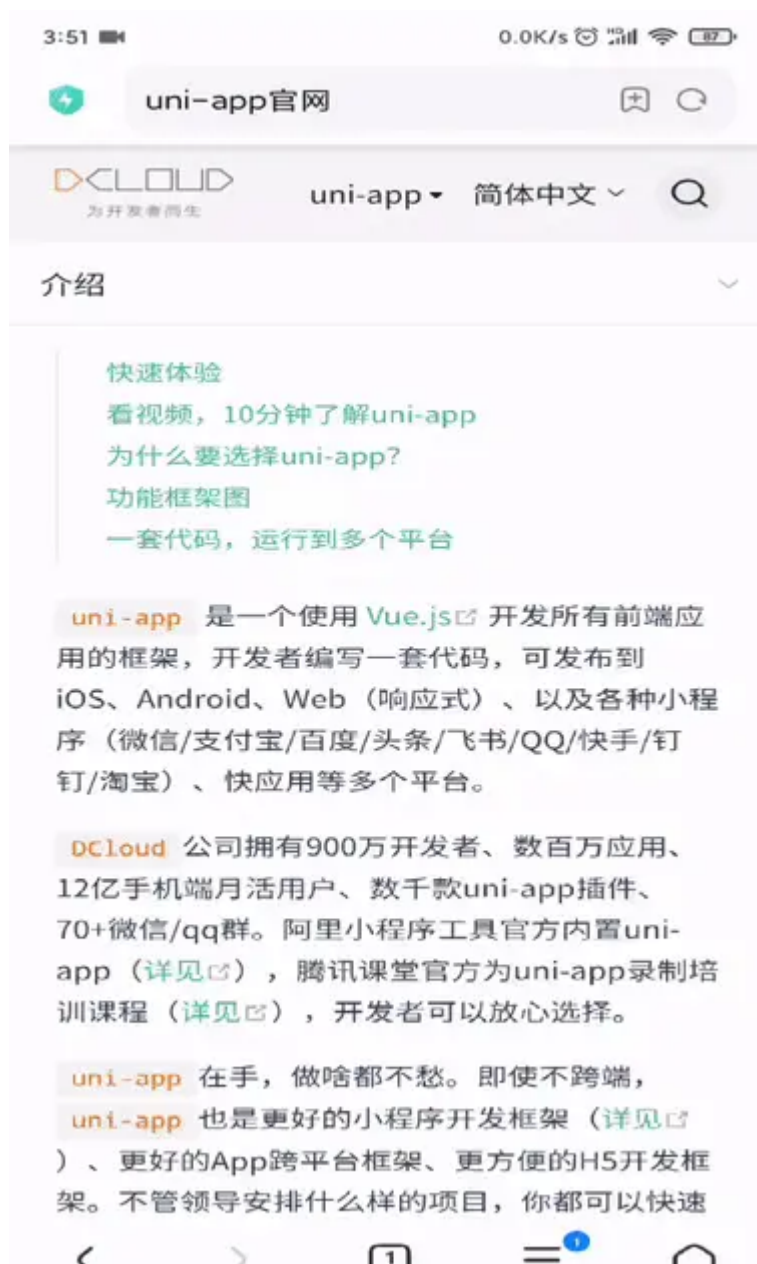 3:51
0.0K/s
87
uni-app官网
DCLOUD
为开发者而生
uni-app
简体中文
介绍
快速体验
看视频，10分钟了解uni-app
为什么要选择uni-app?
功能框架图
一套代码，运行到多个平台
uni-app 是一个使用 Vue.js 开发所有前端应
用的框架，开发者编写一套代码，可发布到
iOS、Android、Web（响应式）、以及各种小程
序（微信/支付宝/百度/头条/飞书/QQ/快手/钉
钉/淘宝）、快应用等多个平台。
DCloud 公司拥有900万开发者、数百万应用、
12亿手机端月活用户、数千款uni-app插件、
70+微信/qq群。阿里小程序工具官方内置uni-
app（详见），腾讯课堂官方为uni-app录制培
训课程（详见），开发者可以放心选择。
uni-app 在手，做啥都不愁。即使不跨端，
uni-app 也是更好的小程序开发框架（详见
）、更好的App跨平台框架、更方便的H5开发框
架。不管领导安排什么样的项目，你都可以快速
1
1